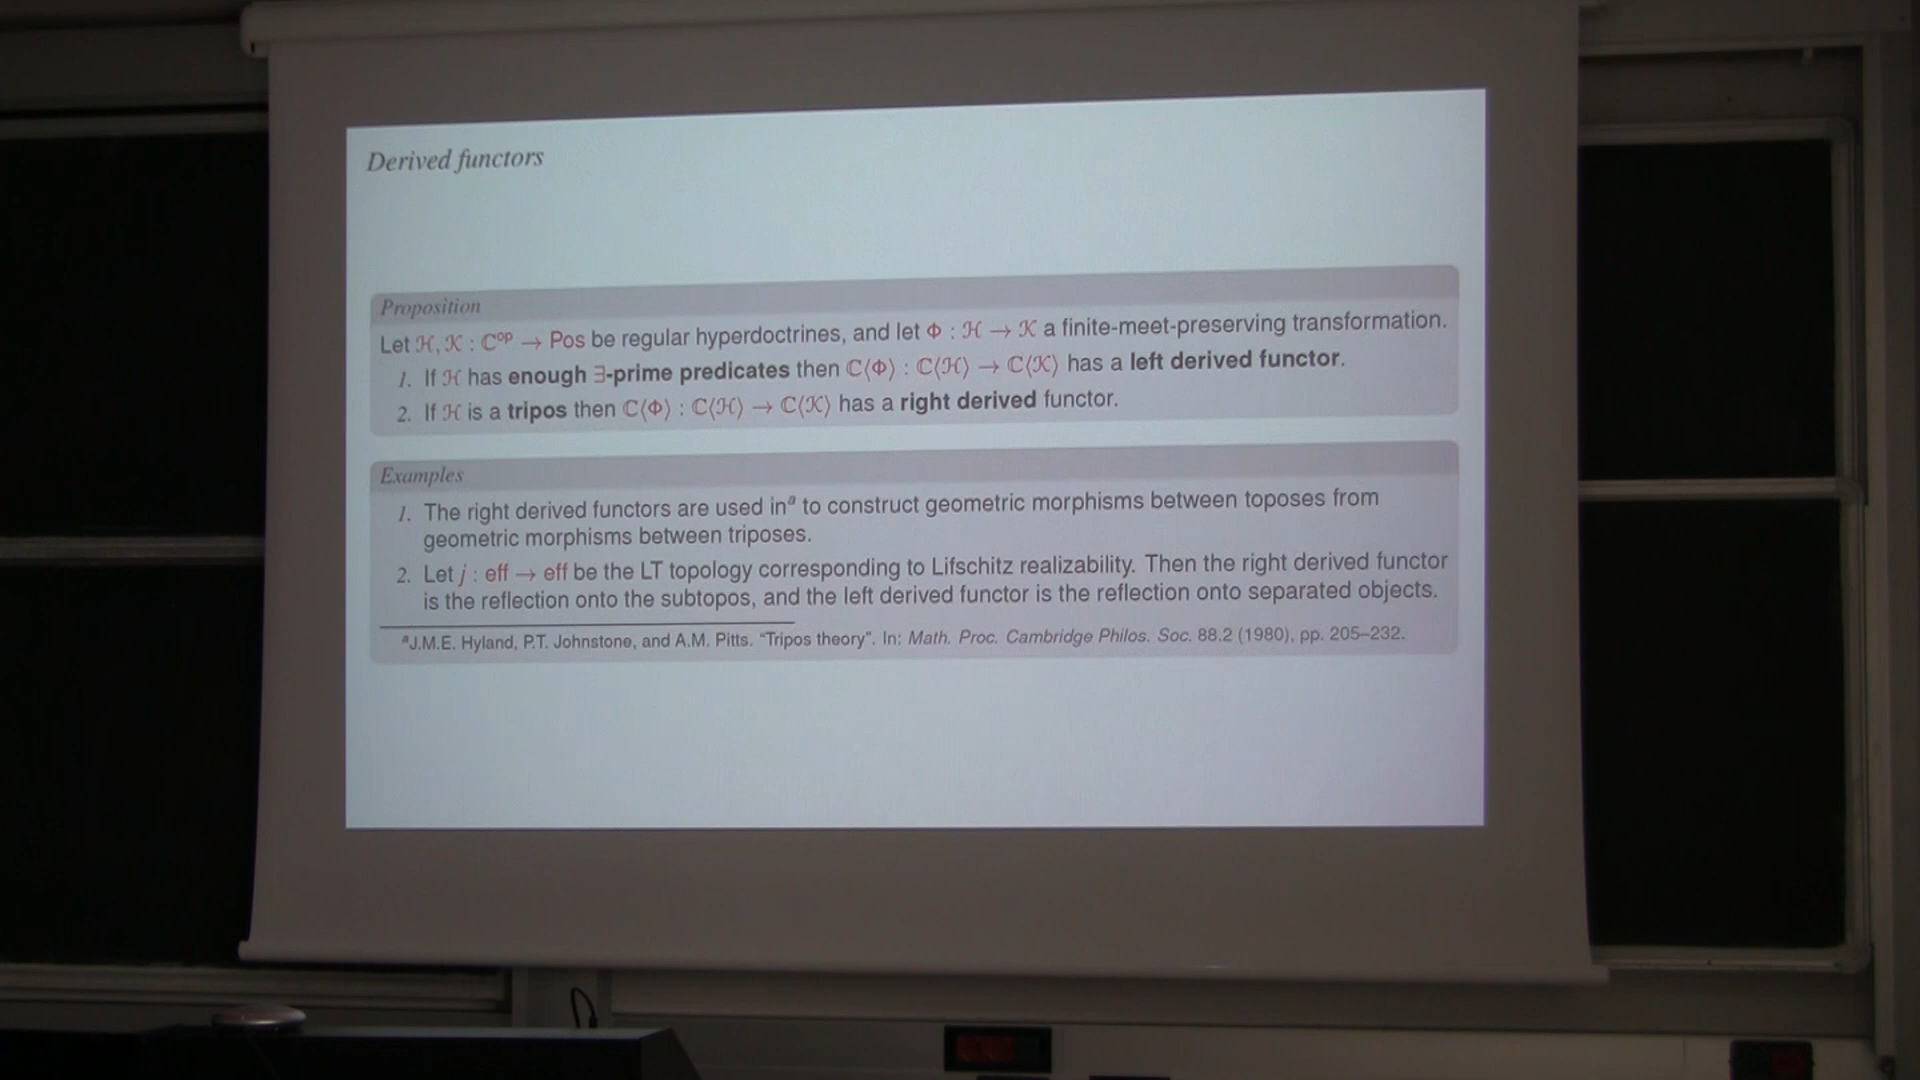 Derived functors
Proposition
Let ℋ, 𝒦 : ℂᵒᵖ → Pos be regular hyperdoctrines, and let Φ : ℋ → 𝒦 a finite-meet-preserving transformation.
1. If ℋ has enough ∃-prime predicates then ℂ⟨Φ⟩ : ℂ⟨ℋ⟩ → ℂ⟨𝒦⟩ has a left derived functor.
2. If ℋ is a tripos then ℂ⟨Φ⟩ : ℂ⟨ℋ⟩ → ℂ⟨𝒦⟩ has a right derived functor.
Examples
1. The right derived functors are used inᵃ to construct geometric morphisms between toposes from
geometric morphisms between triposes.
2. Let j : eff → eff be the LT topology corresponding to Lifschitz realizability. Then the right derived functor
is the reflection onto the subtopos, and the left derived functor is the reflection onto separated objects.
ᵃJ.M.E. Hyland, P.T. Johnstone, and A.M. Pitts. “Tripos theory”. In: Math. Proc. Cambridge Philos. Soc. 88.2 (1980), pp. 205–232.